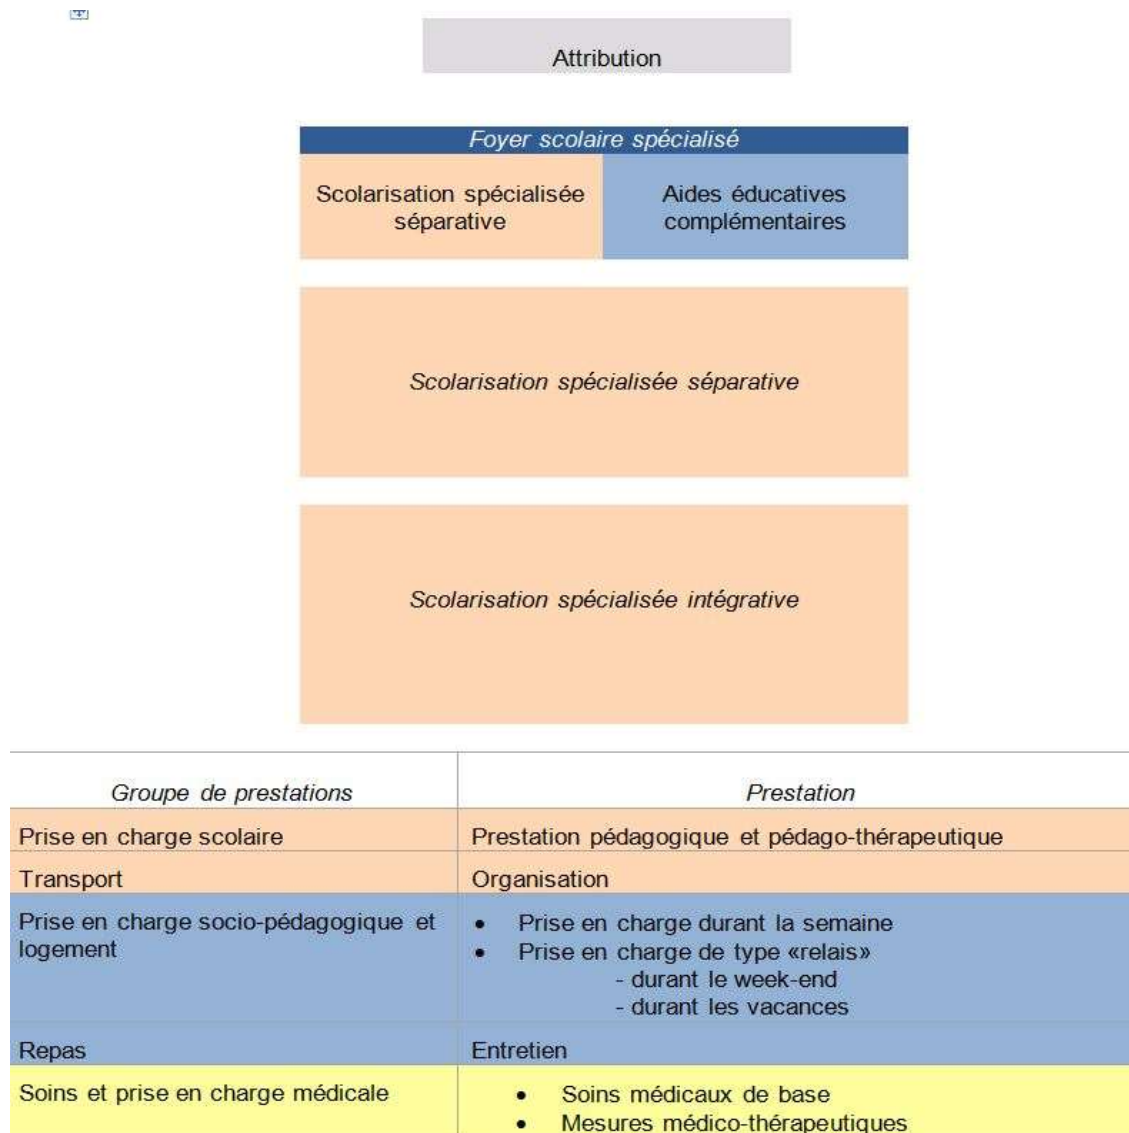 Attribution
Foyer scolaire spécialisé
Scolarisation spécialisée
séparative
Aides éducatives
complémentaires
Scolarisation spécialisée séparative
Scolarisation spécialisée intégrative
Groupe de prestations
Prestation
Prise en charge scolaire
Prestation pédagogique et pédago-thérapeutique
Transport
Organisation
Prise en charge socio-pédagogique et
logement
• Prise en charge durant la semaine
• Prise en charge de type «relais»
- durant le week-end
- durant les vacances
Repas
Entretien
Soins et prise en charge médicale
• Soins médicaux de base
• Mesures médico-thérapeutiques